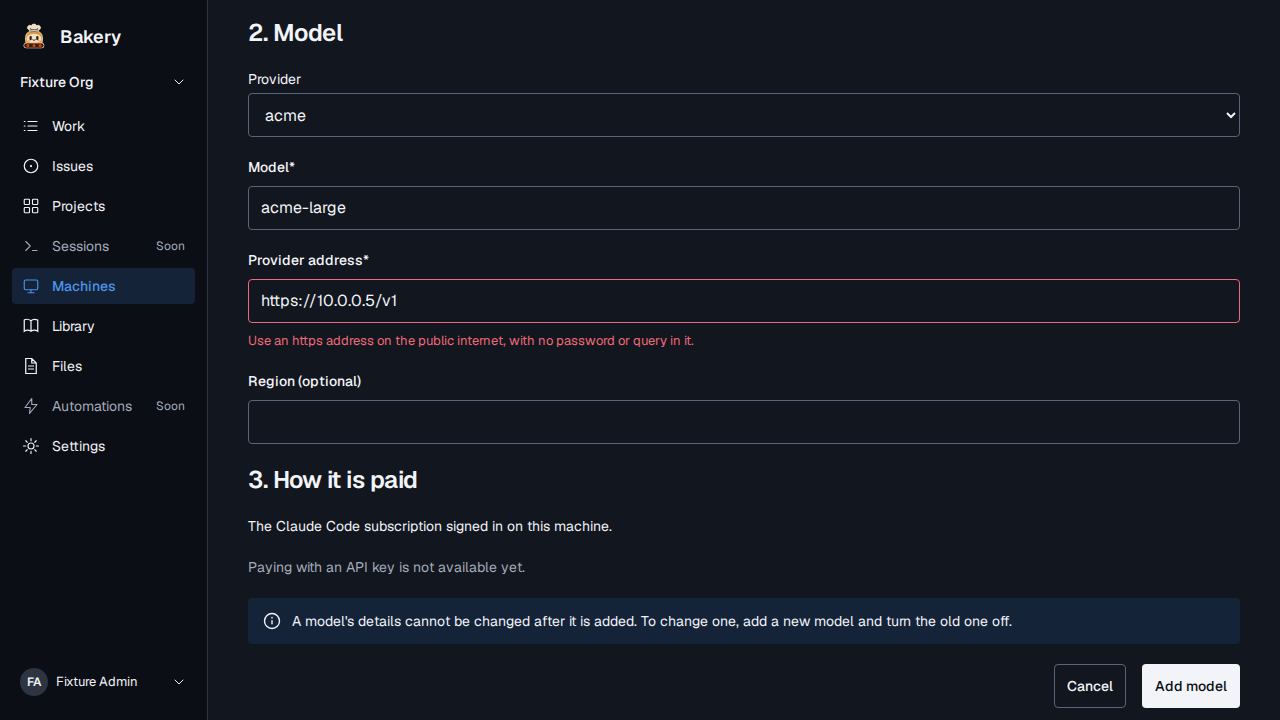 Bakery
Fixture Org
Work
Issues
Projects
Sessions Soon
Machines
Library
Files
Automations Soon
Settings
FA Fixture Admin
2. Model
Provider
acme
Model*
acme-large
Provider address*
https://10.0.0.5/v1
Use an https address on the public internet, with no password or query in it.
Region (optional)
3. How it is paid
The Claude Code subscription signed in on this machine.
Paying with an API key is not available yet.
A model's details cannot be changed after it is added. To change one, add a new model and turn the old one off.
Cancel Add model